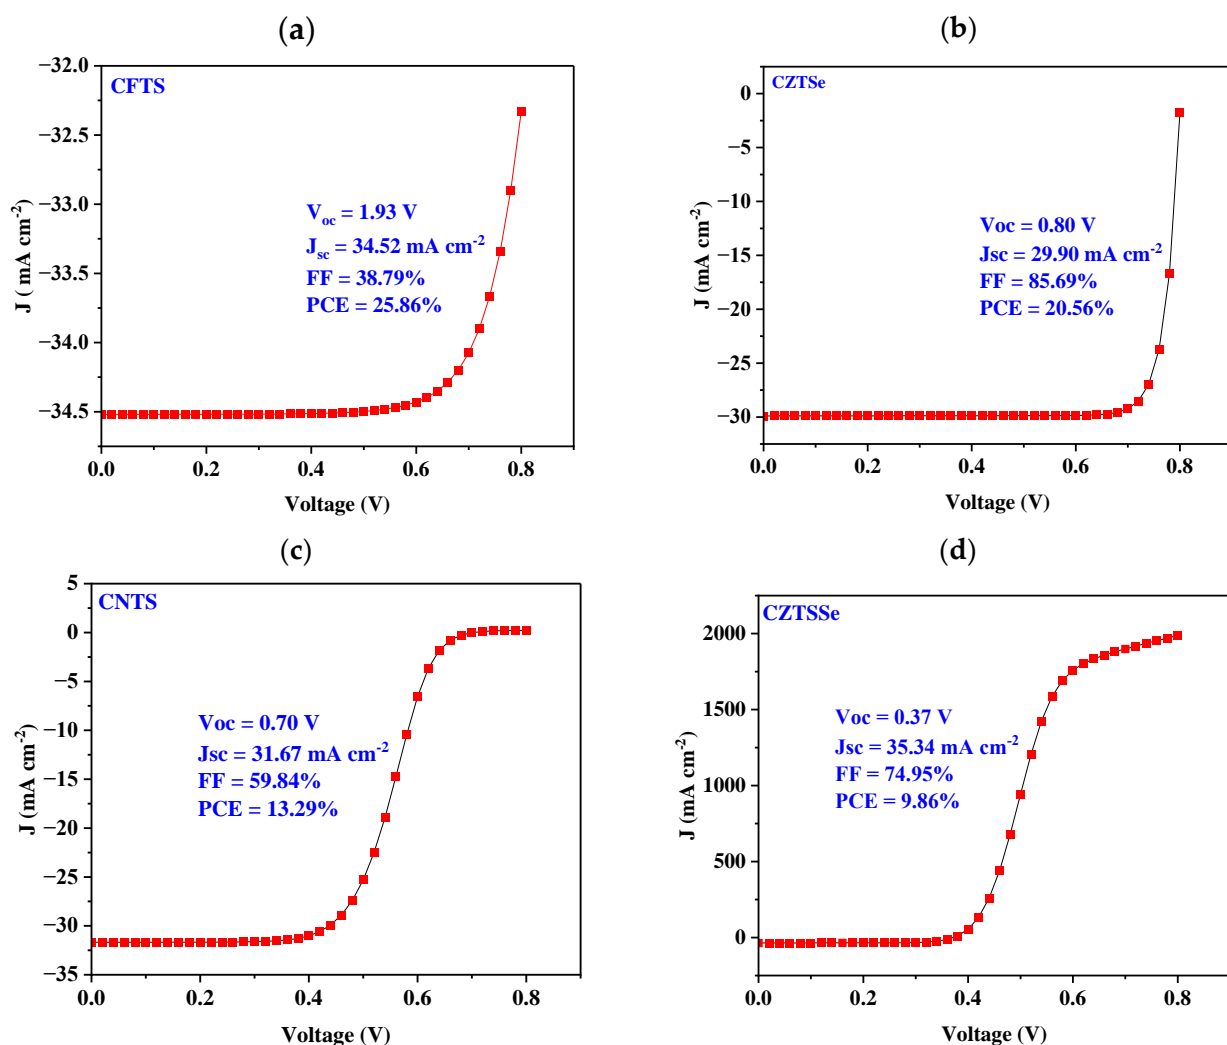 (a)
CFTS
−32.0
−32.5
−33.0
−33.5
−34.0
−34.5
J ( mA cm-2)
Voc = 1.93 V
Jsc = 34.52 mA cm-2
FF = 38.79%
PCE = 25.86%
0.0 0.2 0.4 0.6 0.8
Voltage (V)
(b)
CZTSe
0
−5
−10
−15
−20
−25
−30
J (mA cm-2)
Voc = 0.80 V
Jsc = 29.90 mA cm-2
FF = 85.69%
PCE = 20.56%
0.0 0.2 0.4 0.6 0.8
Voltage (V)
(c)
CNTS
5
0
−5
−10
−15
−20
−25
−30
−35
J (mA cm-2)
Voc = 0.70 V
Jsc = 31.67 mA cm-2
FF = 59.84%
PCE = 13.29%
0.0 0.2 0.4 0.6 0.8
Voltage (V)
(d)
CZTSSe
2000
1500
1000
500
0
J (mA cm-2)
Voc = 0.37 V
Jsc = 35.34 mA cm-2
FF = 74.95%
PCE = 9.86%
0.0 0.2 0.4 0.6 0.8
Voltage (V)